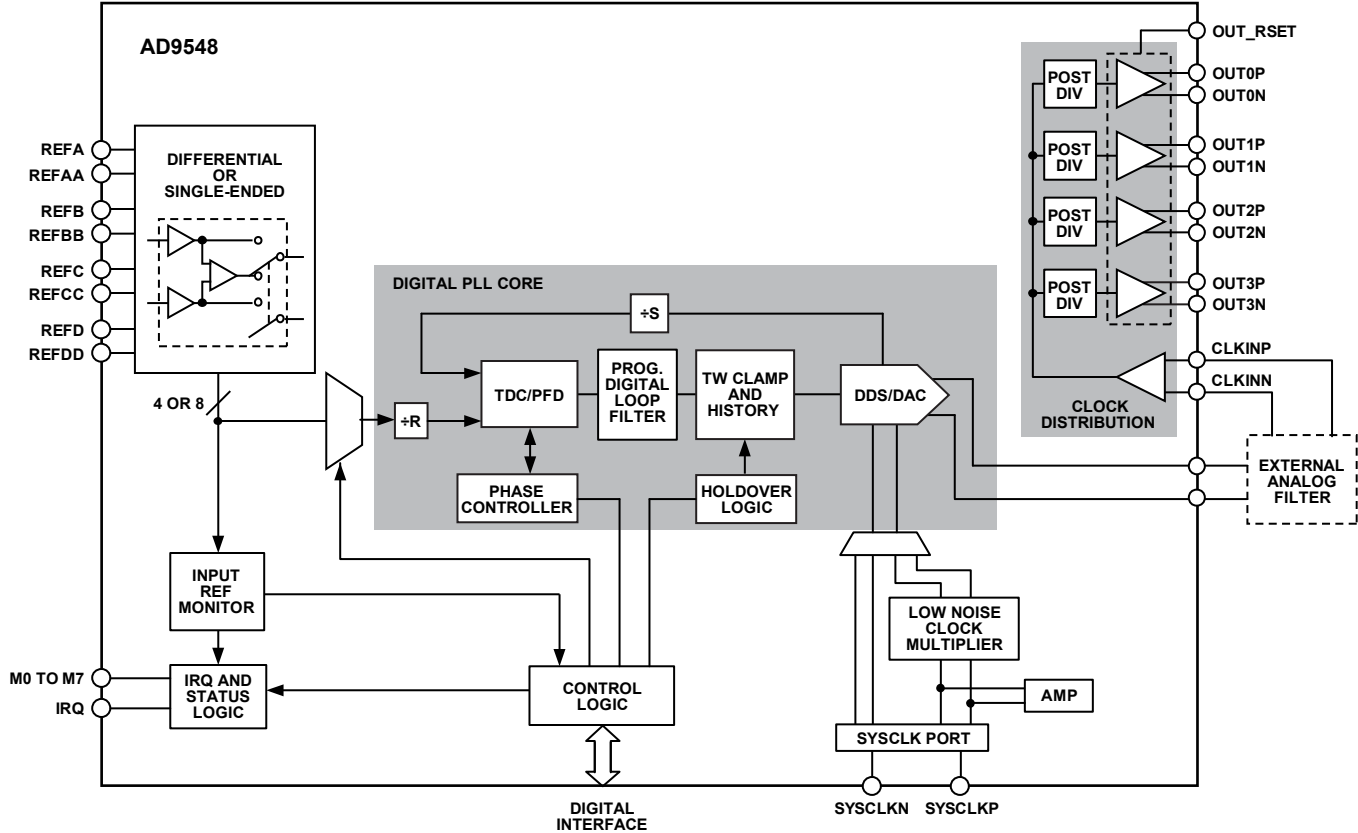 AD9548
OUT_RSET
POST
DIV
OUT0P
OUT0N
POST
DIV
OUT1P
OUT1N
POST
DIV
OUT2P
OUT2N
POST
DIV
OUT3P
OUT3N
CLKINP
CLKINN
CLOCK
DISTRIBUTION
EXTERNAL
ANALOG
FILTER
REFA
REFAA
REFB
REFBB
REFC
REFCC
REFD
REFDD
DIFFERENTIAL
OR
SINGLE-ENDED
4 OR 8
DIGITAL PLL CORE
÷S
÷R
TDC/PFD
PROG.
DIGITAL
LOOP
FILTER
TW CLAMP
AND
HISTORY
DDS/DAC
PHASE
CONTROLLER
HOLDOVER
LOGIC
INPUT
REF
MONITOR
LOW NOISE
CLOCK
MULTIPLIER
M0 TO M7
IRQ
IRQ AND
STATUS
LOGIC
CONTROL
LOGIC
AMP
SYSCLK PORT
DIGITAL
INTERFACE
SYSCLKN
SYSCLKP